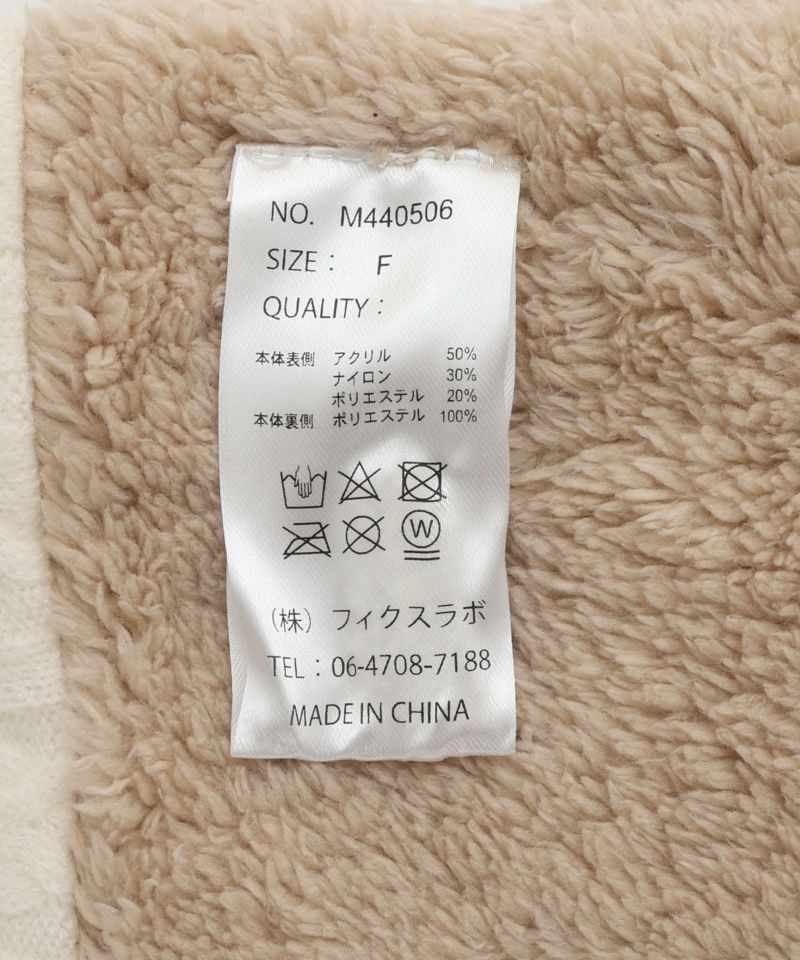 NO. M440506
SIZE : F
QUALITY :
本体表側 アクリル 50%
ナイロン 30%
ポリエステル 20%
本体裏側 ポリエステル 100%
W
(株) フィクスラボ
TEL : 06-4708-7188
MADE IN CHINA